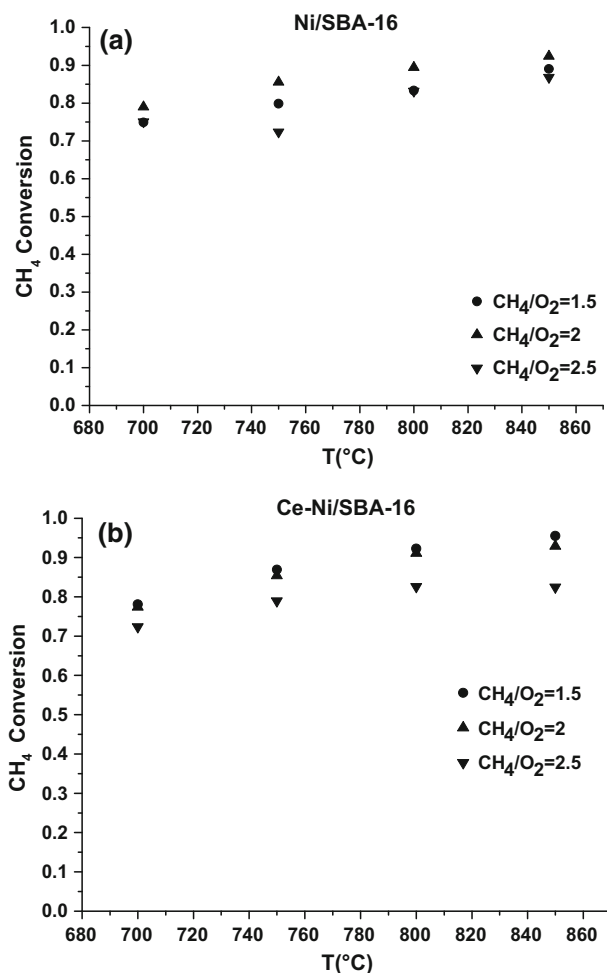 Ni/SBA-16
(a)
CH4 Conversion
1.0
0.9
0.8
0.7
0.6
0.5
0.4
0.3
0.2
0.1
0.0
CH4/O2=1.5
CH4/O2=2
CH4/O2=2.5
680 700 720 740 760 780 800 820 840 860
T(°C)
Ce-Ni/SBA-16
(b)
CH4 Conversion
1.0
0.9
0.8
0.7
0.6
0.5
0.4
0.3
0.2
0.1
0.0
CH4/O2=1.5
CH4/O2=2
CH4/O2=2.5
680 700 720 740 760 780 800 820 840 860
T(°C)